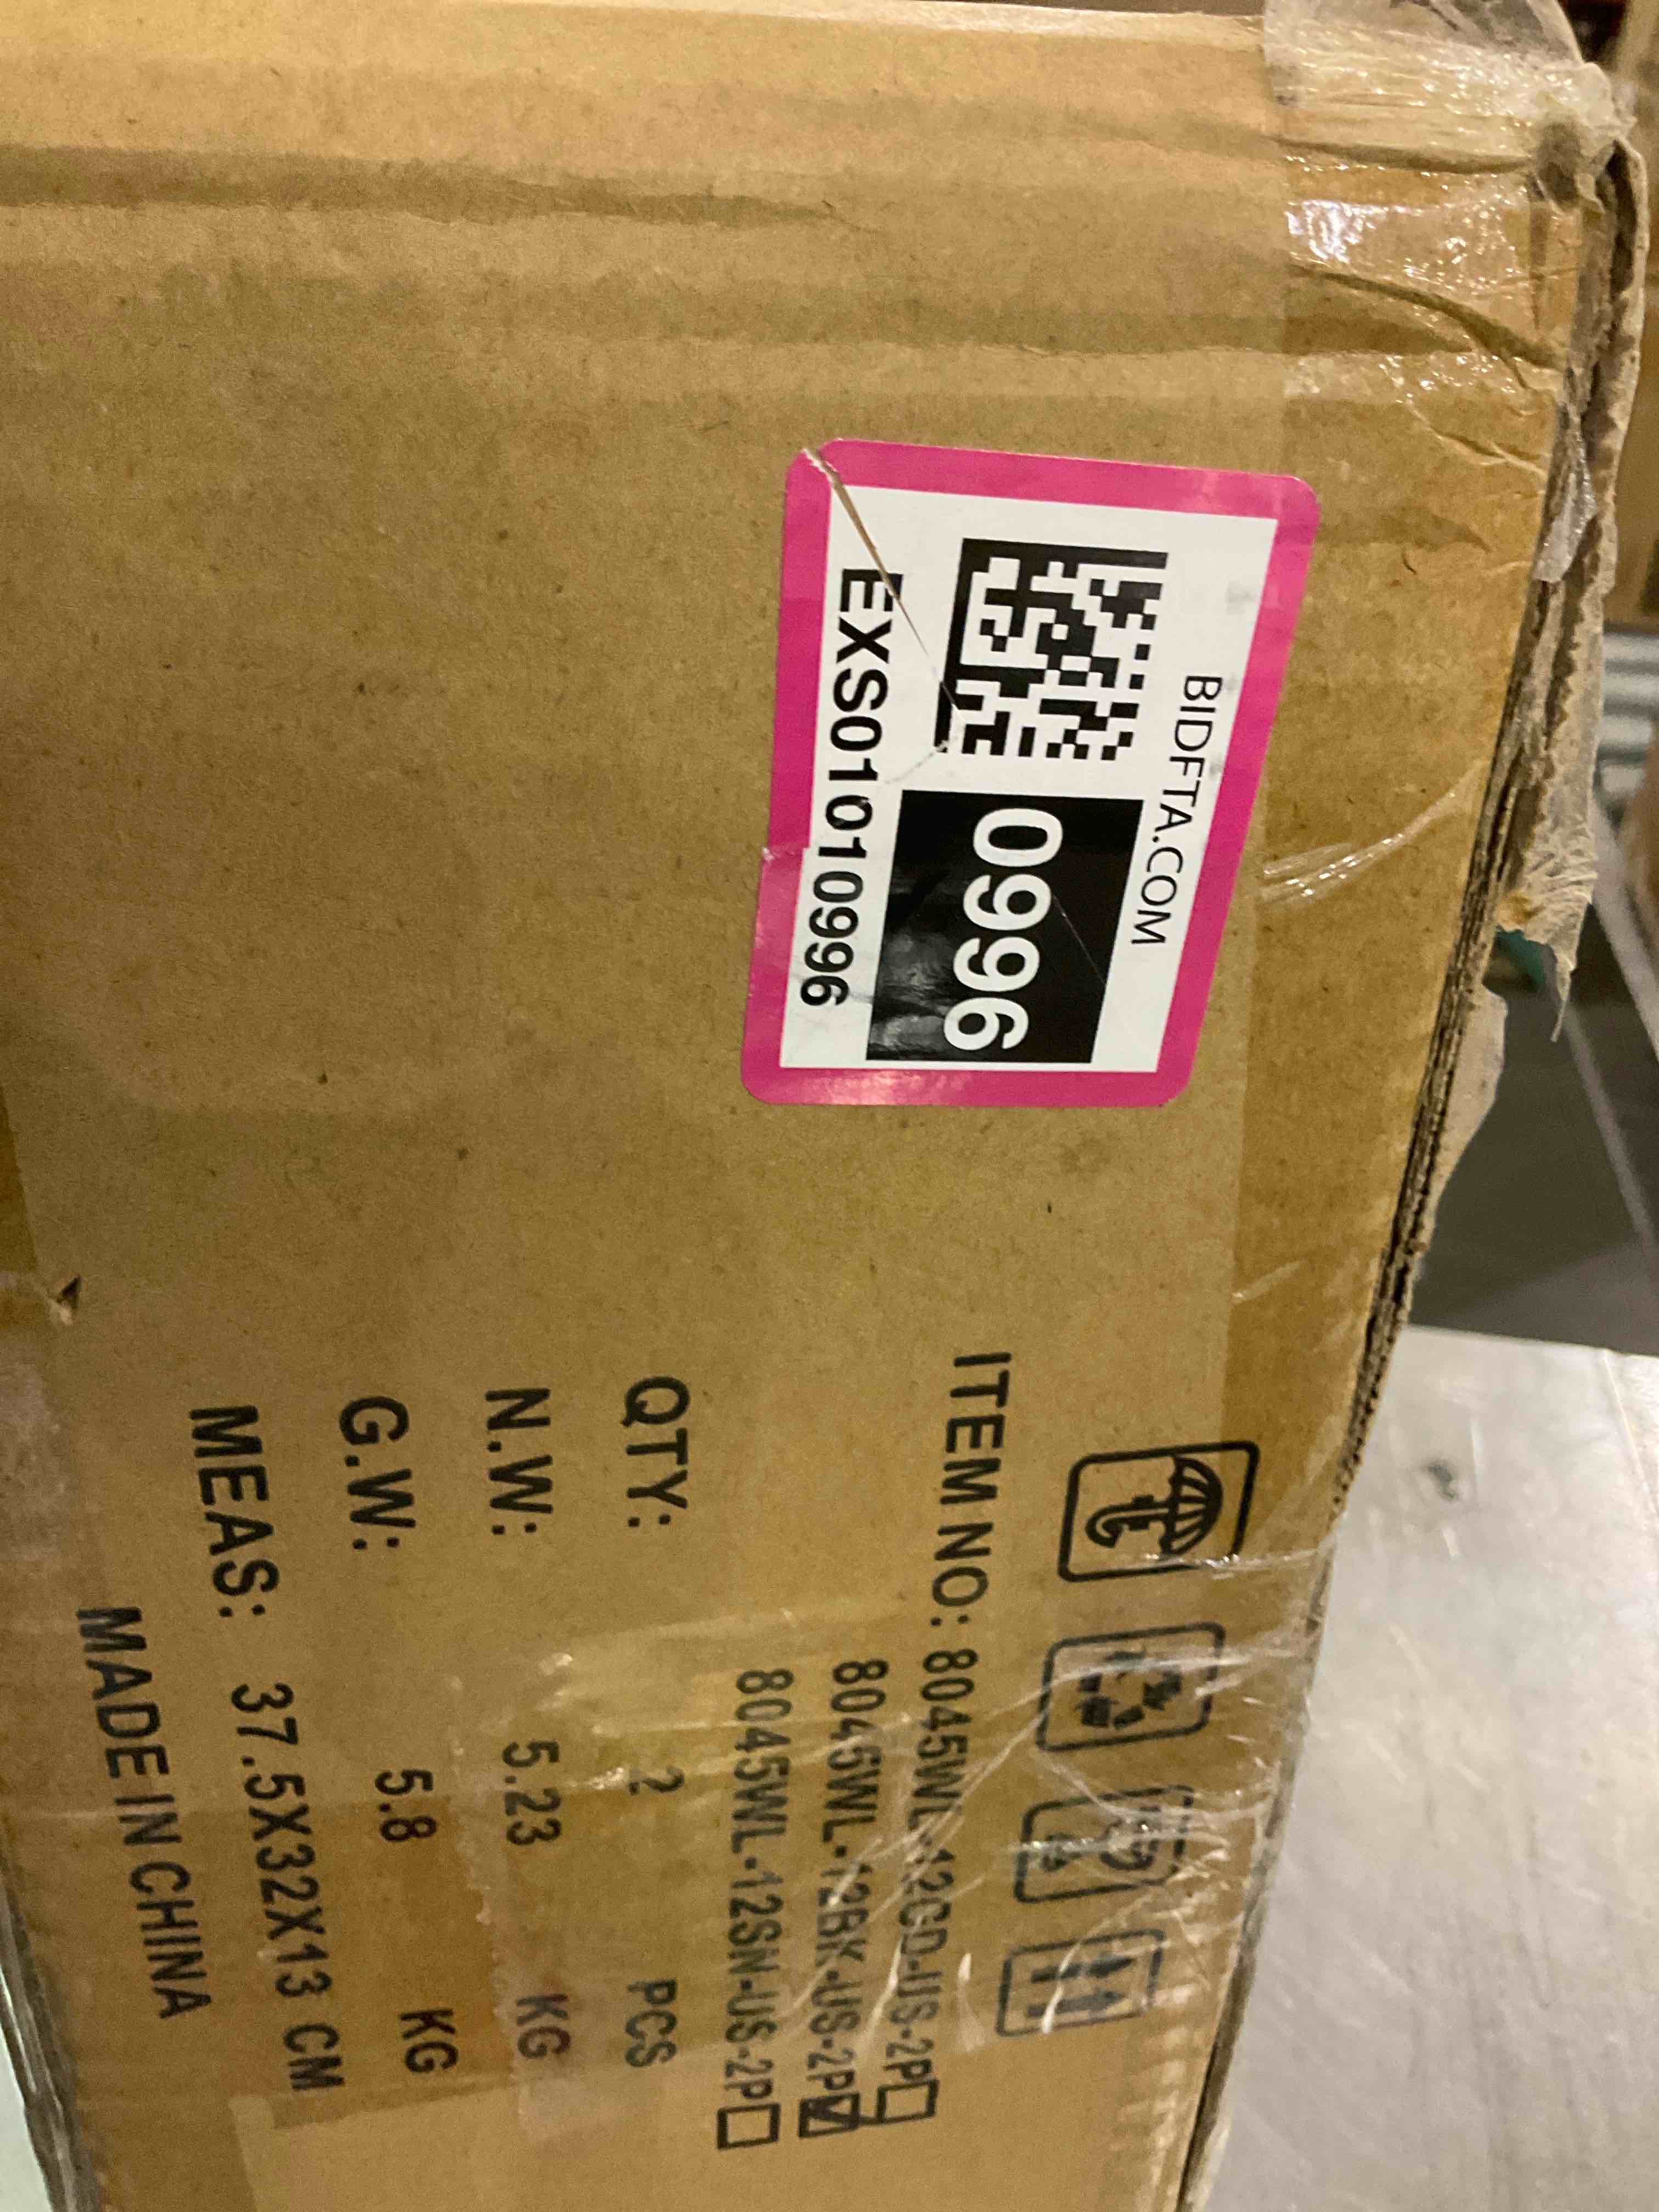 BIDFTA.COM
0996
EXS01010996
ITEM NO: 8045WL-12GD-US-2P
8045WL-12BK-US-2P
8045WL-12SN-US-2P
QTY: 2 PCS
N.W: 5.23 KG
G.W: 5.8 KG
MEAS: 37.5X32X13 CM
MADE IN CHINA